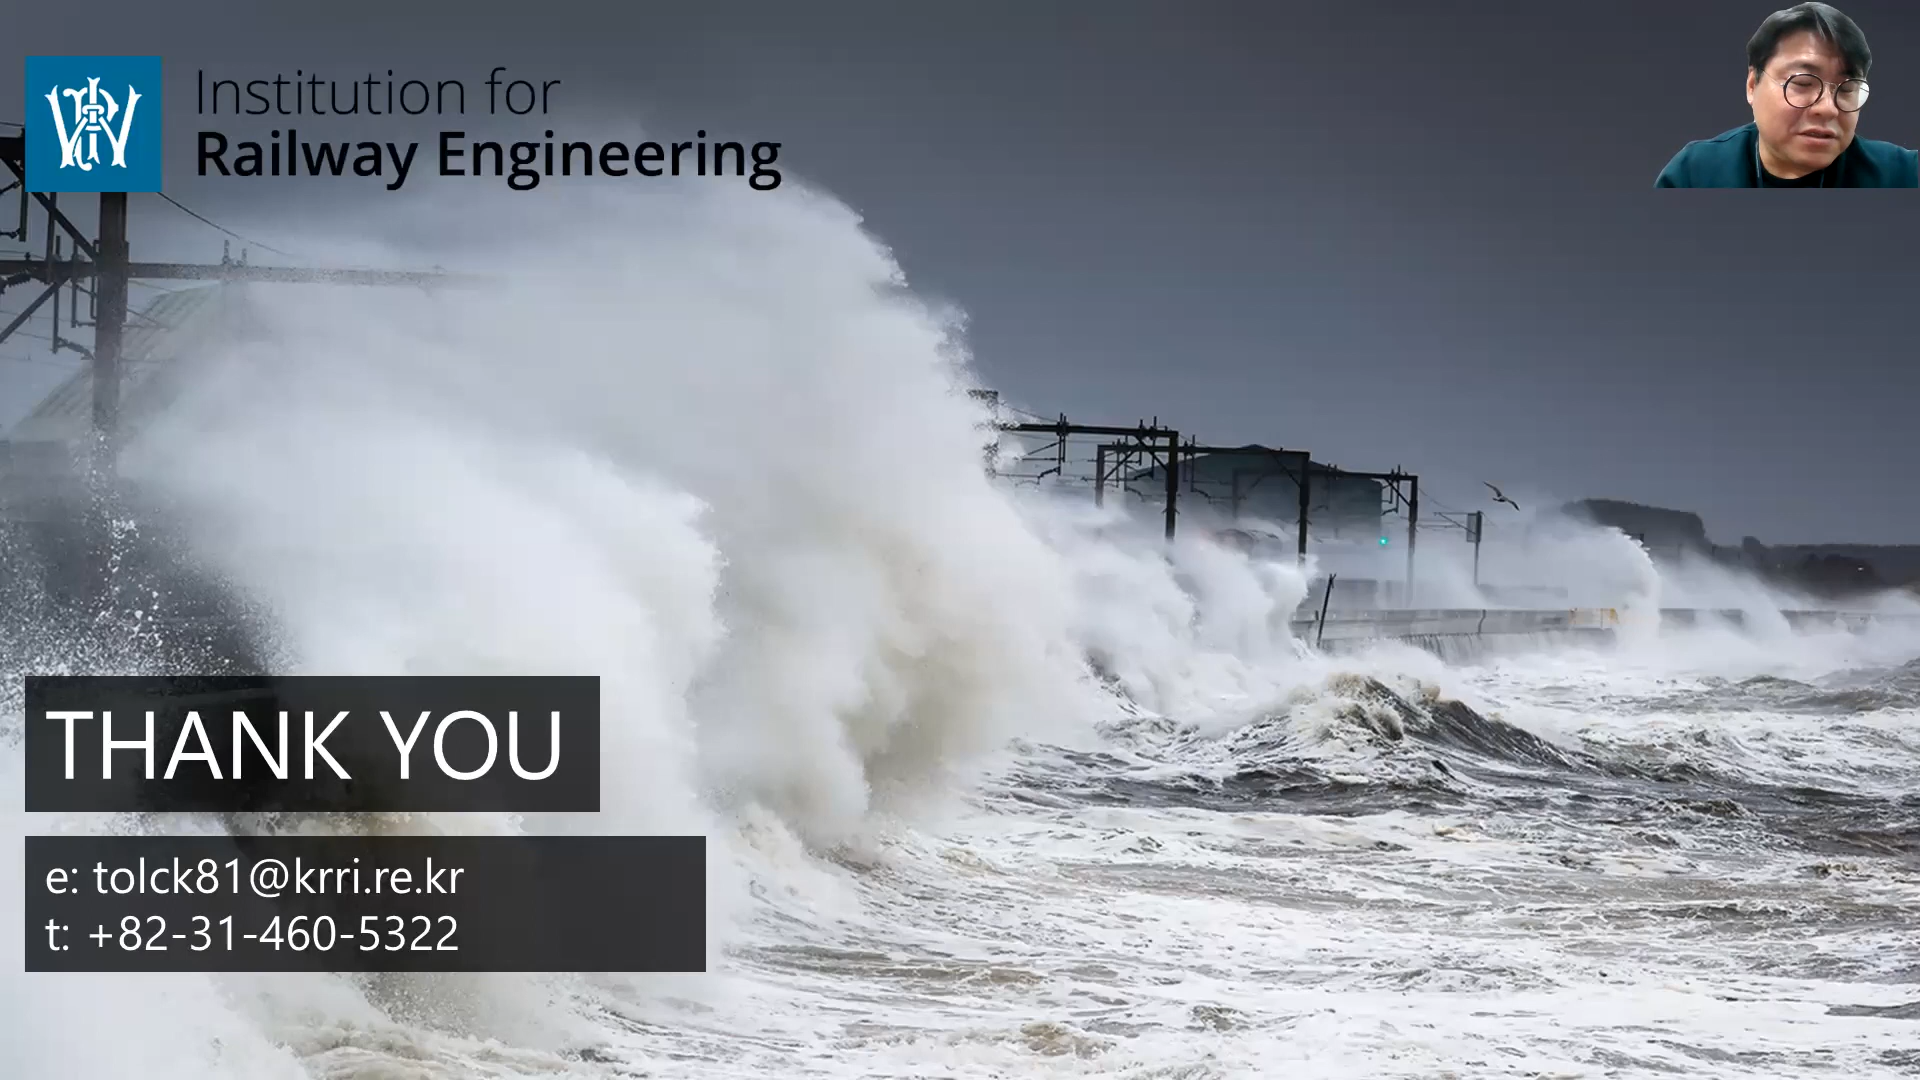 Institution for
Railway Engineering
THANK YOU
e: tolck81@krri.re.kr
t: +82-31-460-5322